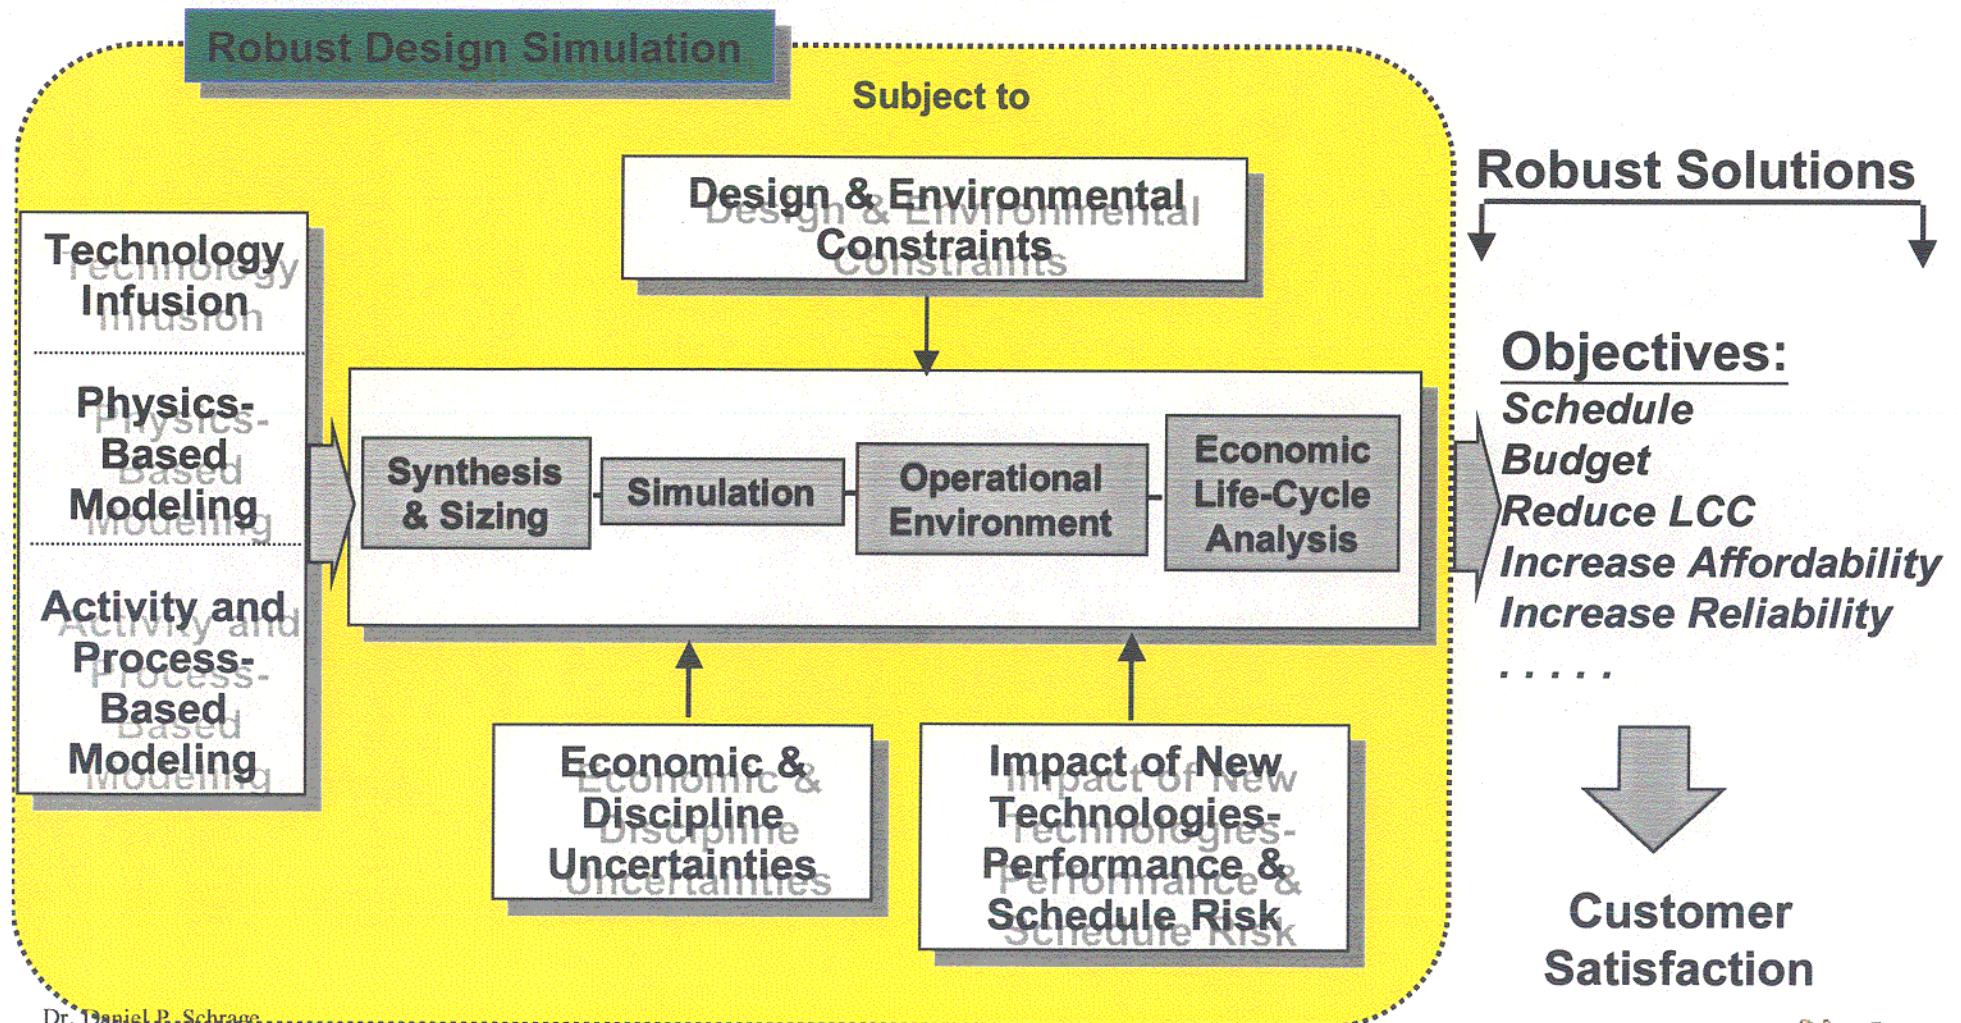 Robust Design Simulation
Subject to
Design & Environmental
Constraints
Technology
Infusion
Physics-
Based
Modeling
Activity and
Process-
Based
Modeling
Synthesis
& Sizing
Simulation
Operational
Environment
Economic
Life-Cycle
Analysis
Economic &
Discipline
Uncertainties
Impact of New
Technologies-
Performance &
Schedule Risk
Robust Solutions
Objectives:
Schedule
Budget
Reduce LCC
Increase Affordability
Increase Reliability
. . . . .
Customer
Satisfaction
Dr. Daniel P. Schrage